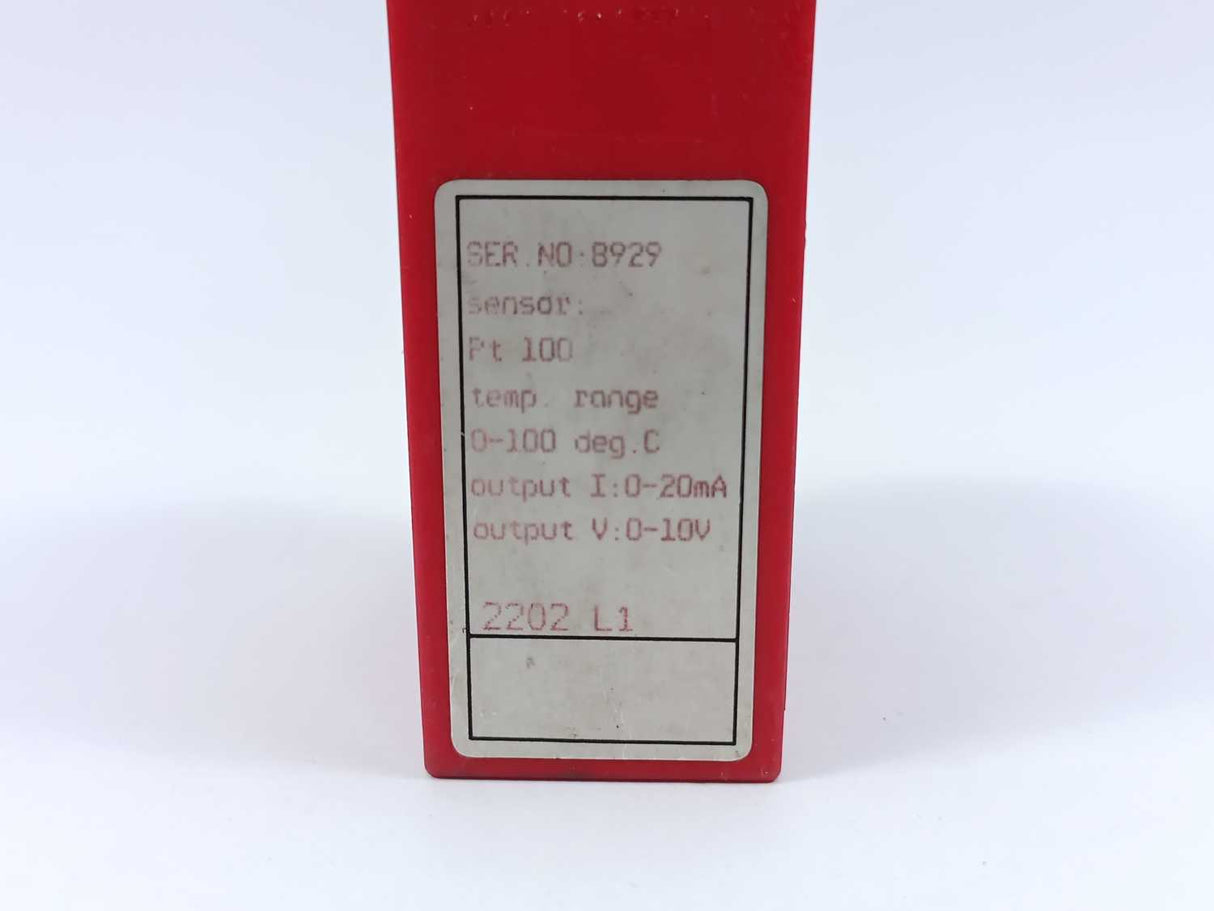 SER.NO:8929
sensor:
Pt 100
temp. range
0-100 deg.C
output I:0-20mA
output V:0-10V
2202 L1